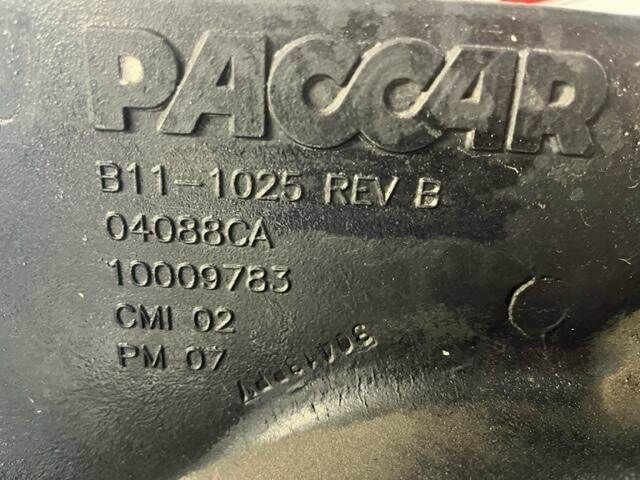 PACCAR
B11-1025 REV B
04088CA
10009783
CMI 02
PM 07